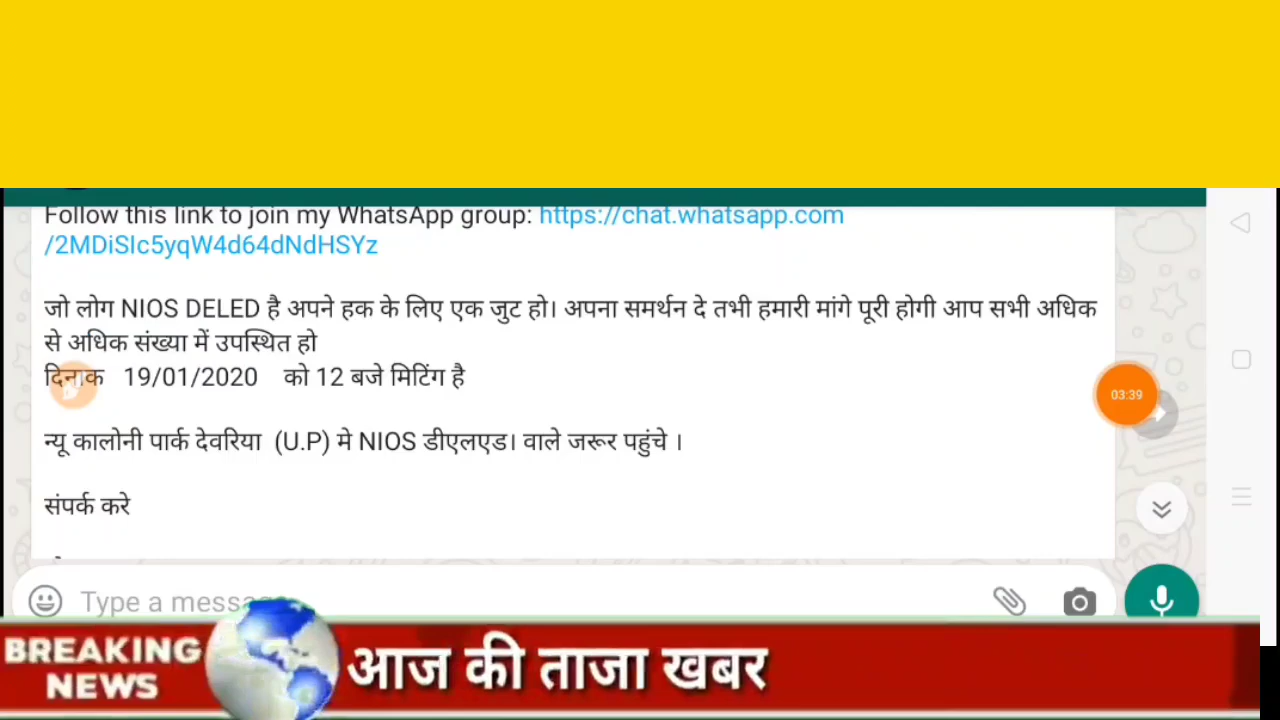 Follow this link to join my WhatsApp group: https://chat.whatsapp.com
/2MDiSIc5yqW4d64dNdHSYz
जो लोग NIOS DELED है अपने हक के लिए एक जुट हो। अपना समर्थन दे तभी हमारी मांगे पूरी होगी आप सभी अधिक
से अधिक संख्या में उपस्थित हो
दिनाक 19/01/2020 को 12 बजे मिटिंग है
03:39
न्यू कालोनी पार्क देवरिया (U.P) मे NIOS डीएलएड। वाले जरूर पहुंचे ।
संपर्क करे
Type a message
BREAKING
NEWS
आज की ताजा खबर